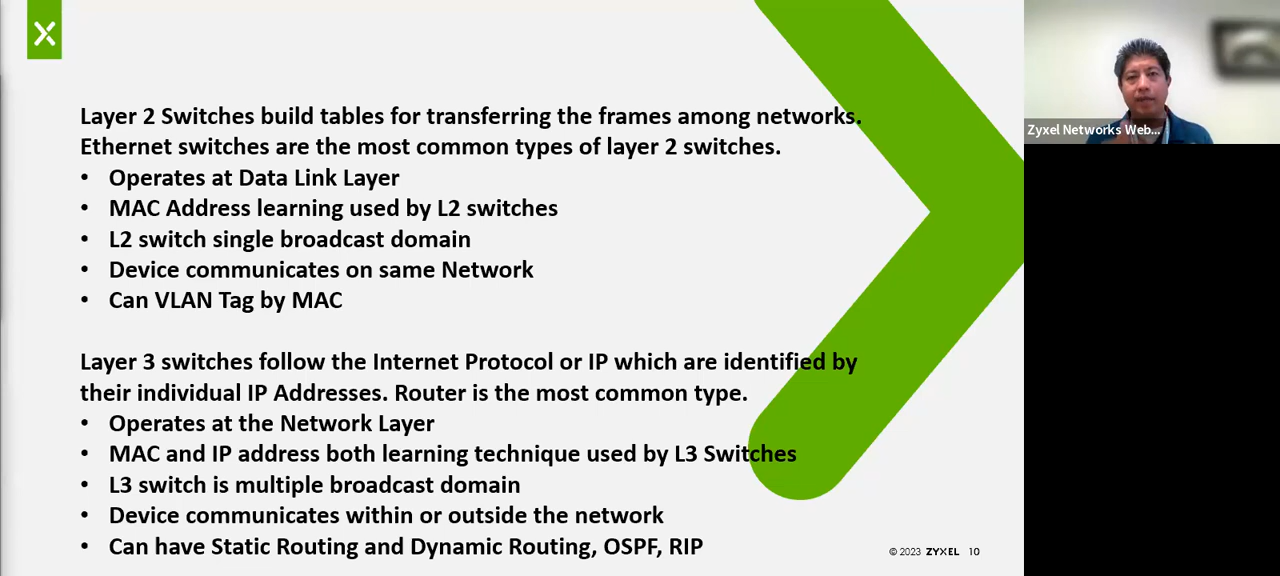 Layer 2 Switches build tables for transferring the frames among networks.
Ethernet switches are the most common types of layer 2 switches.
• Operates at Data Link Layer
• MAC Address learning used by L2 switches
• L2 switch single broadcast domain
• Device communicates on same Network
• Can VLAN Tag by MAC
Layer 3 switches follow the Internet Protocol or IP which are identified by
their individual IP Addresses. Router is the most common type.
• Operates at the Network Layer
• MAC and IP address both learning technique used by L3 Switches
• L3 switch is multiple broadcast domain
• Device communicates within or outside the network
• Can have Static Routing and Dynamic Routing, OSPF, RIP
© 2023 ZYXEL 10
Zyxel Networks Web...